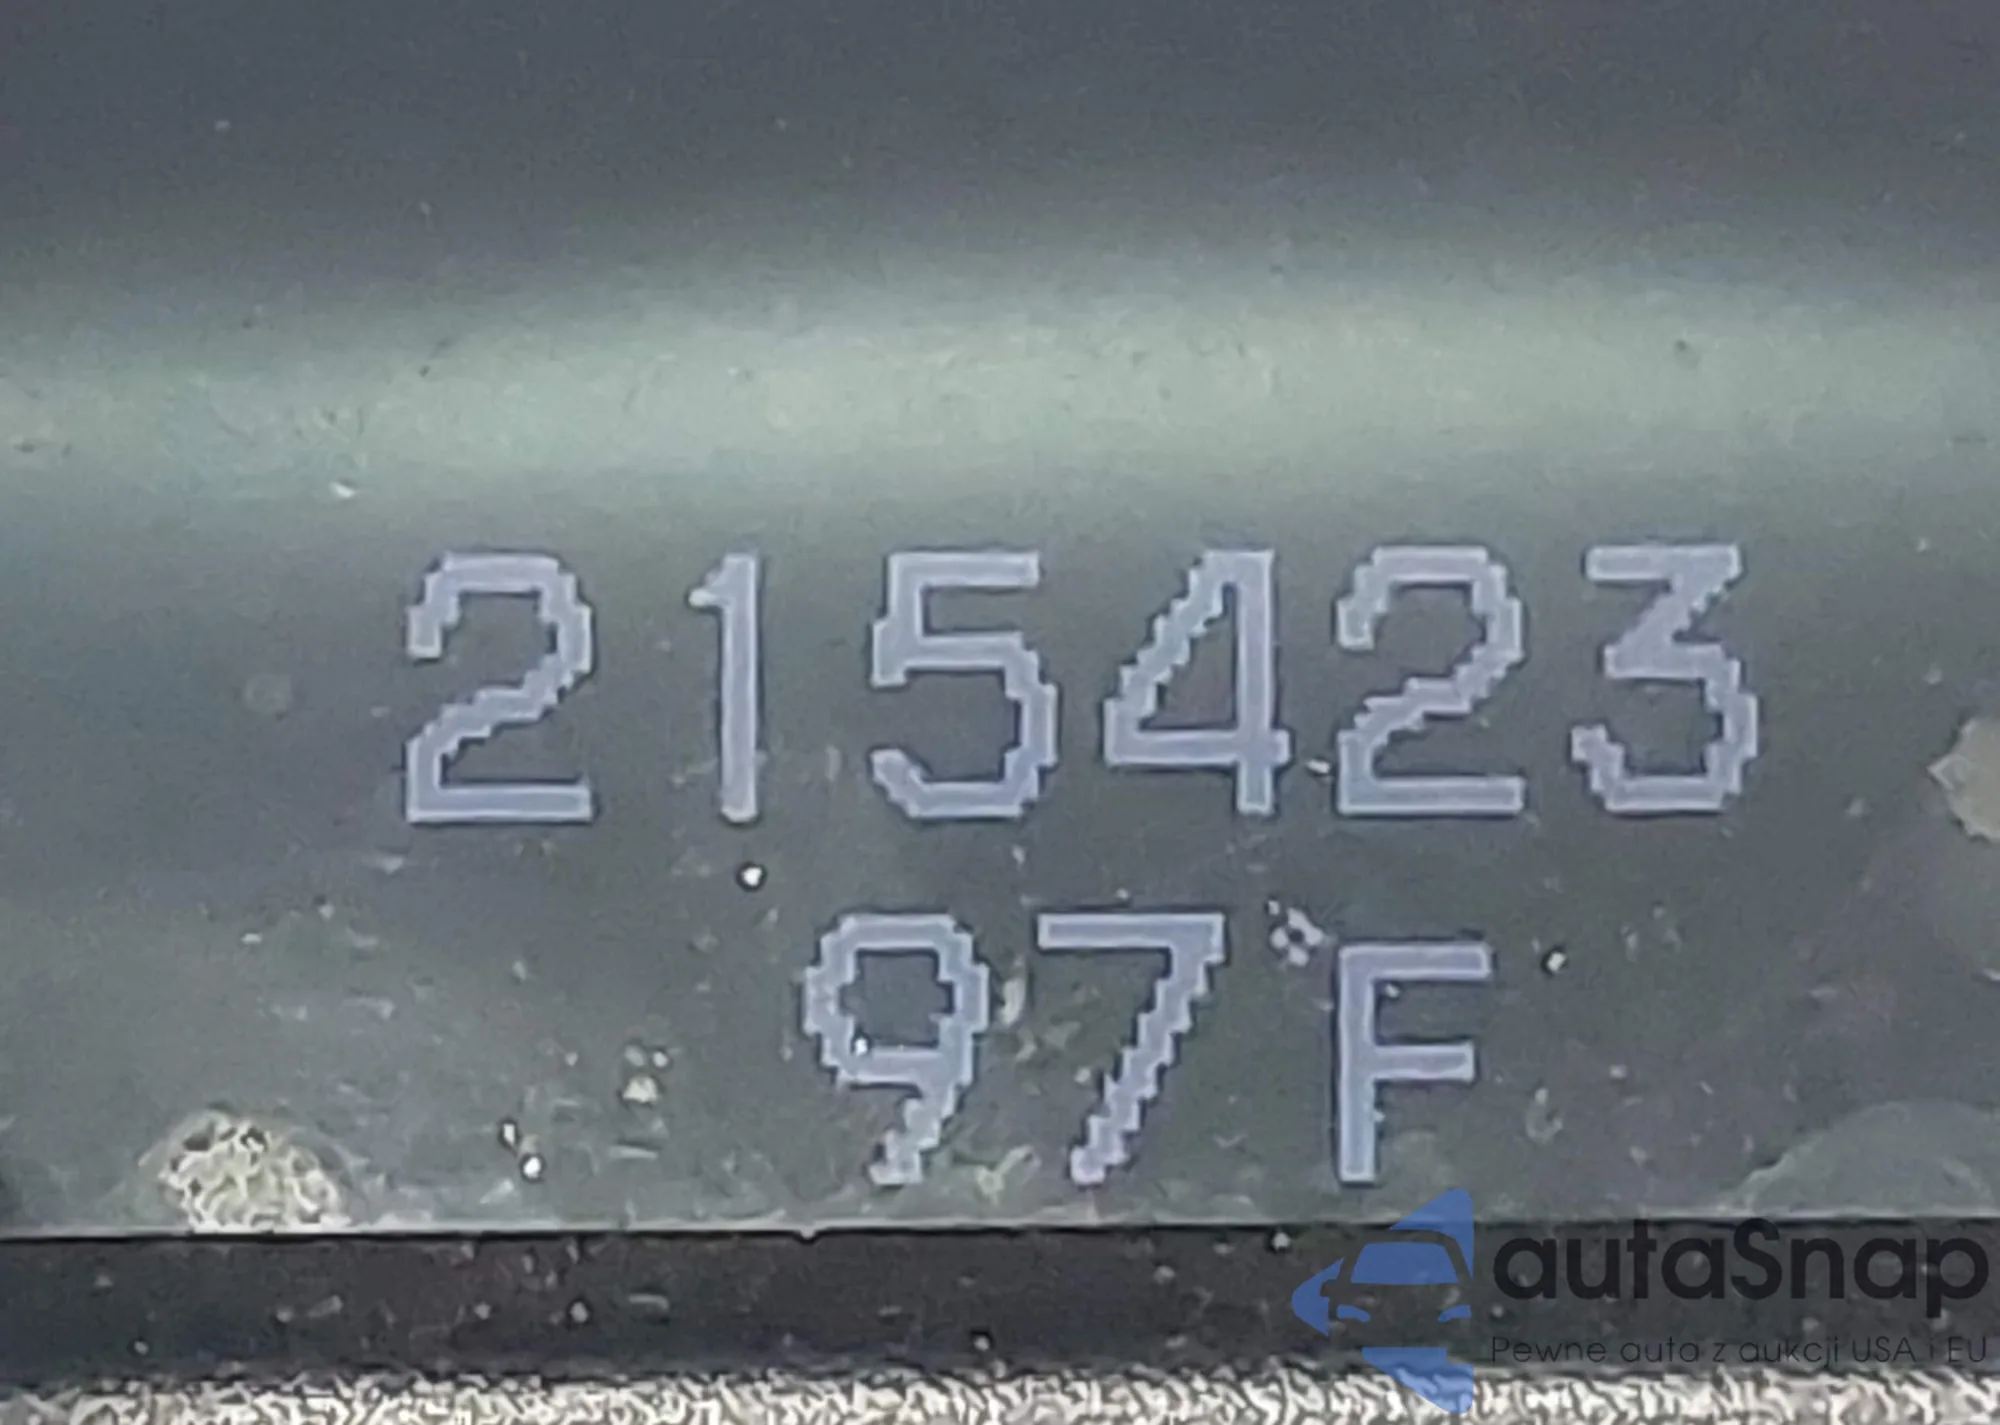 215423
97F
autaSnap
Pewne auta z aukcji USA i EU